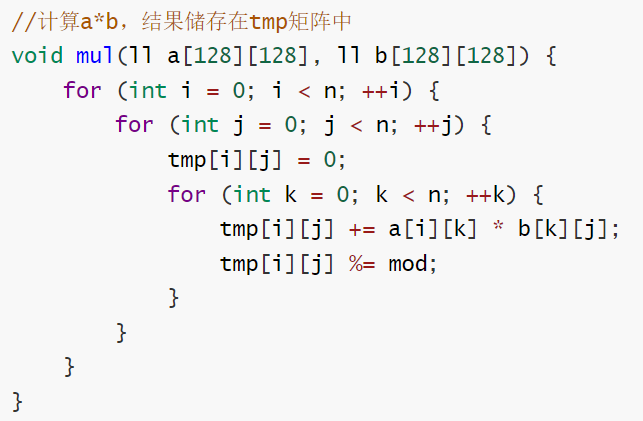 //计算a*b，结果储存在tmp矩阵中
void mul(ll a[128][128], ll b[128][128]) {
    for (int i = 0; i < n; ++i) {
        for (int j = 0; j < n; ++j) {
            tmp[i][j] = 0;
            for (int k = 0; k < n; ++k) {
                tmp[i][j] += a[i][k] * b[k][j];
                tmp[i][j] %= mod;
            }
        }
    }
}